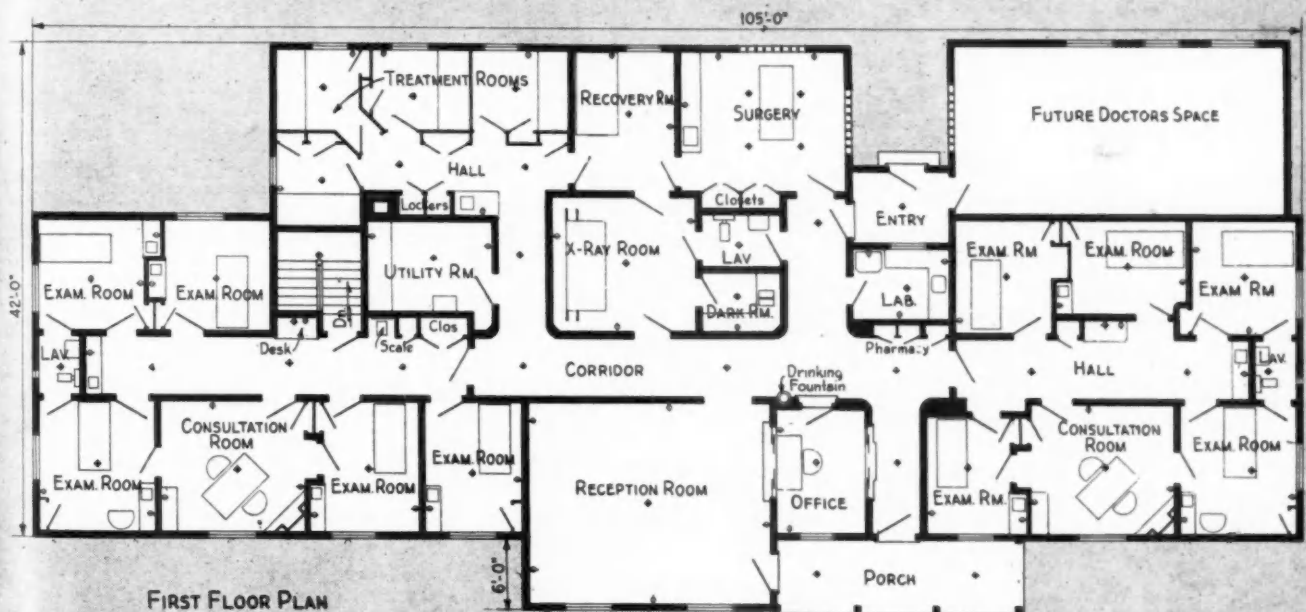 105'-0"
TREATMENT ROOMS
RECOVERY RM.
SURGERY
FUTURE DOCTORS SPACE
HALL
Lockers
Closets
ENTRY
42'-0"
EXAM. ROOM
EXAM. ROOM
UTILITY RM.
X-RAY ROOM
LAV.
DARK RM.
LAB.
EXAM. RM
EXAM. ROOM
EXAM RM
Dn.
LAV.
Desk
Scale
Clos
CORRIDOR
Drinking
Fountain
Pharmacy
HALL
LAV.
EXAM. ROOM
CONSULTATION
ROOM
EXAM. ROOM
EXAM. ROOM
RECEPTION ROOM
OFFICE
EXAM. RM.
CONSULTATION
ROOM
EXAM. ROOM
6'-0"
PORCH
FIRST FLOOR PLAN